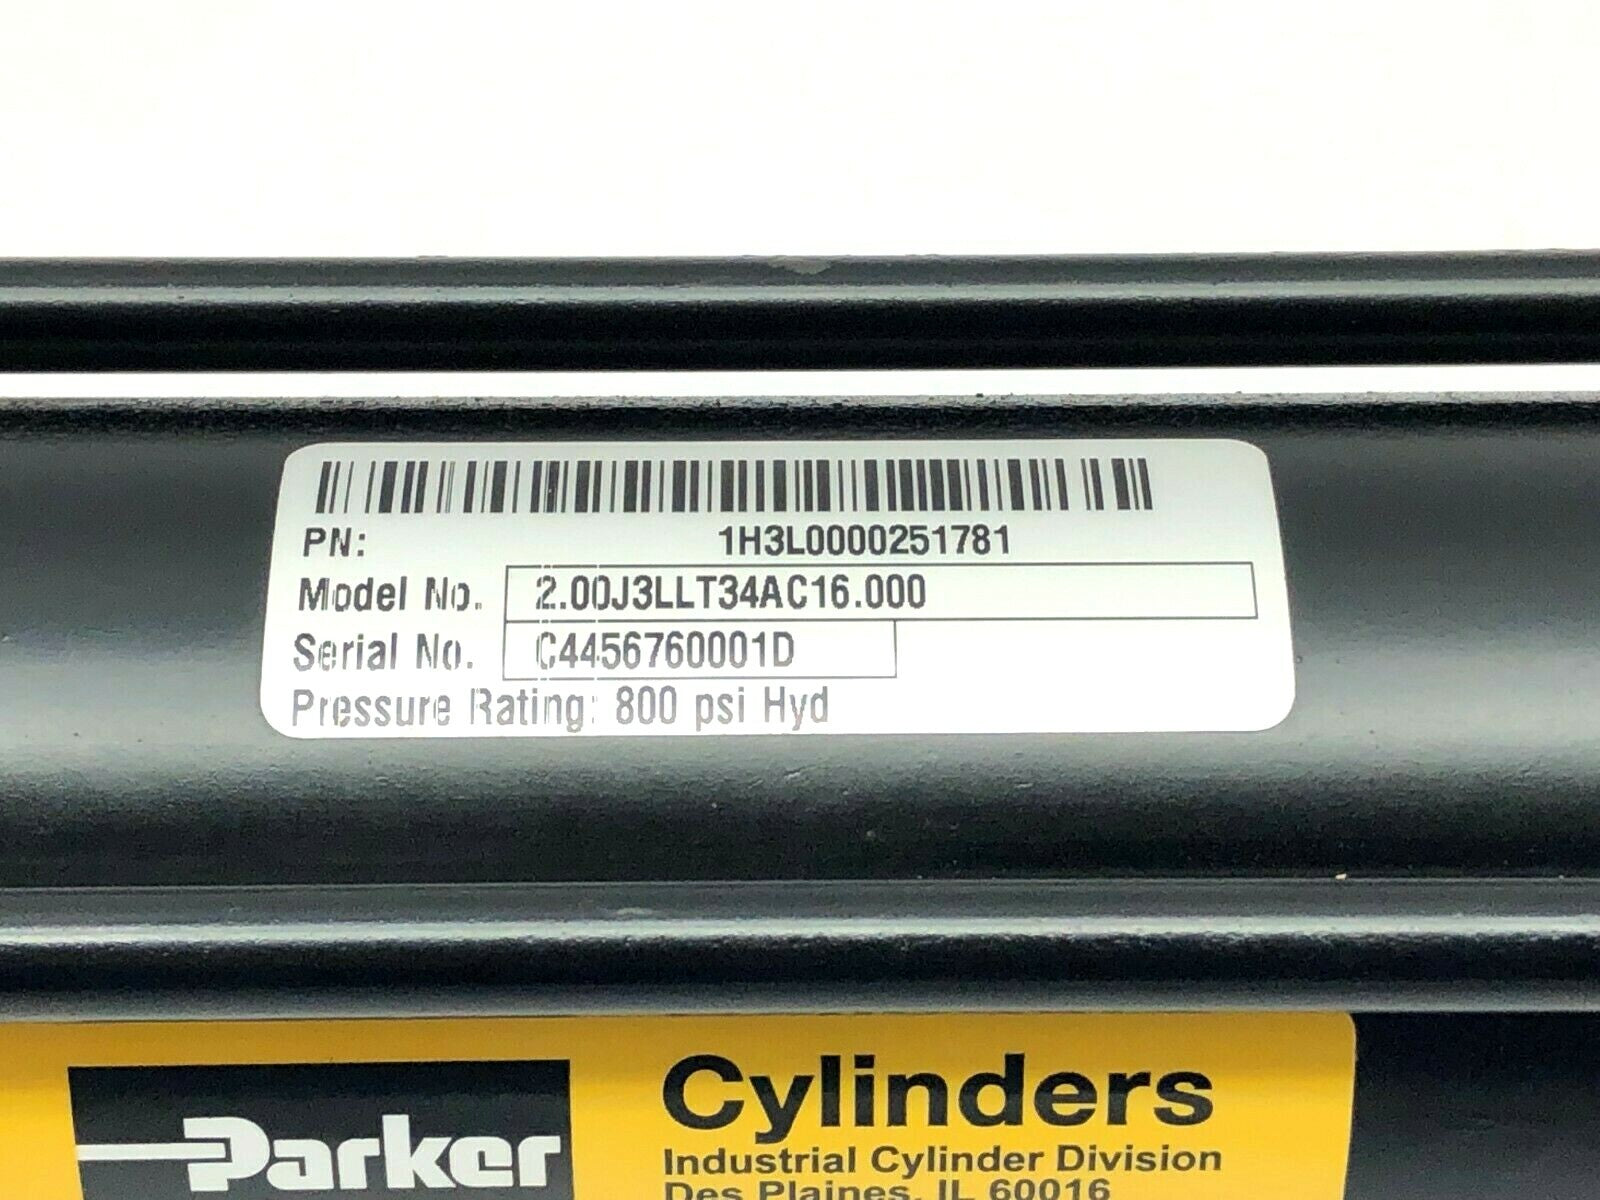 PN: 1H3L0000251781
Model No. 2.00J3LLT34AC16.000
Serial No. C4456760001D
Pressure Rating: 800 psi Hyd
Parker
Cylinders
Industrial Cylinder Division
Des Plaines, IL 60016